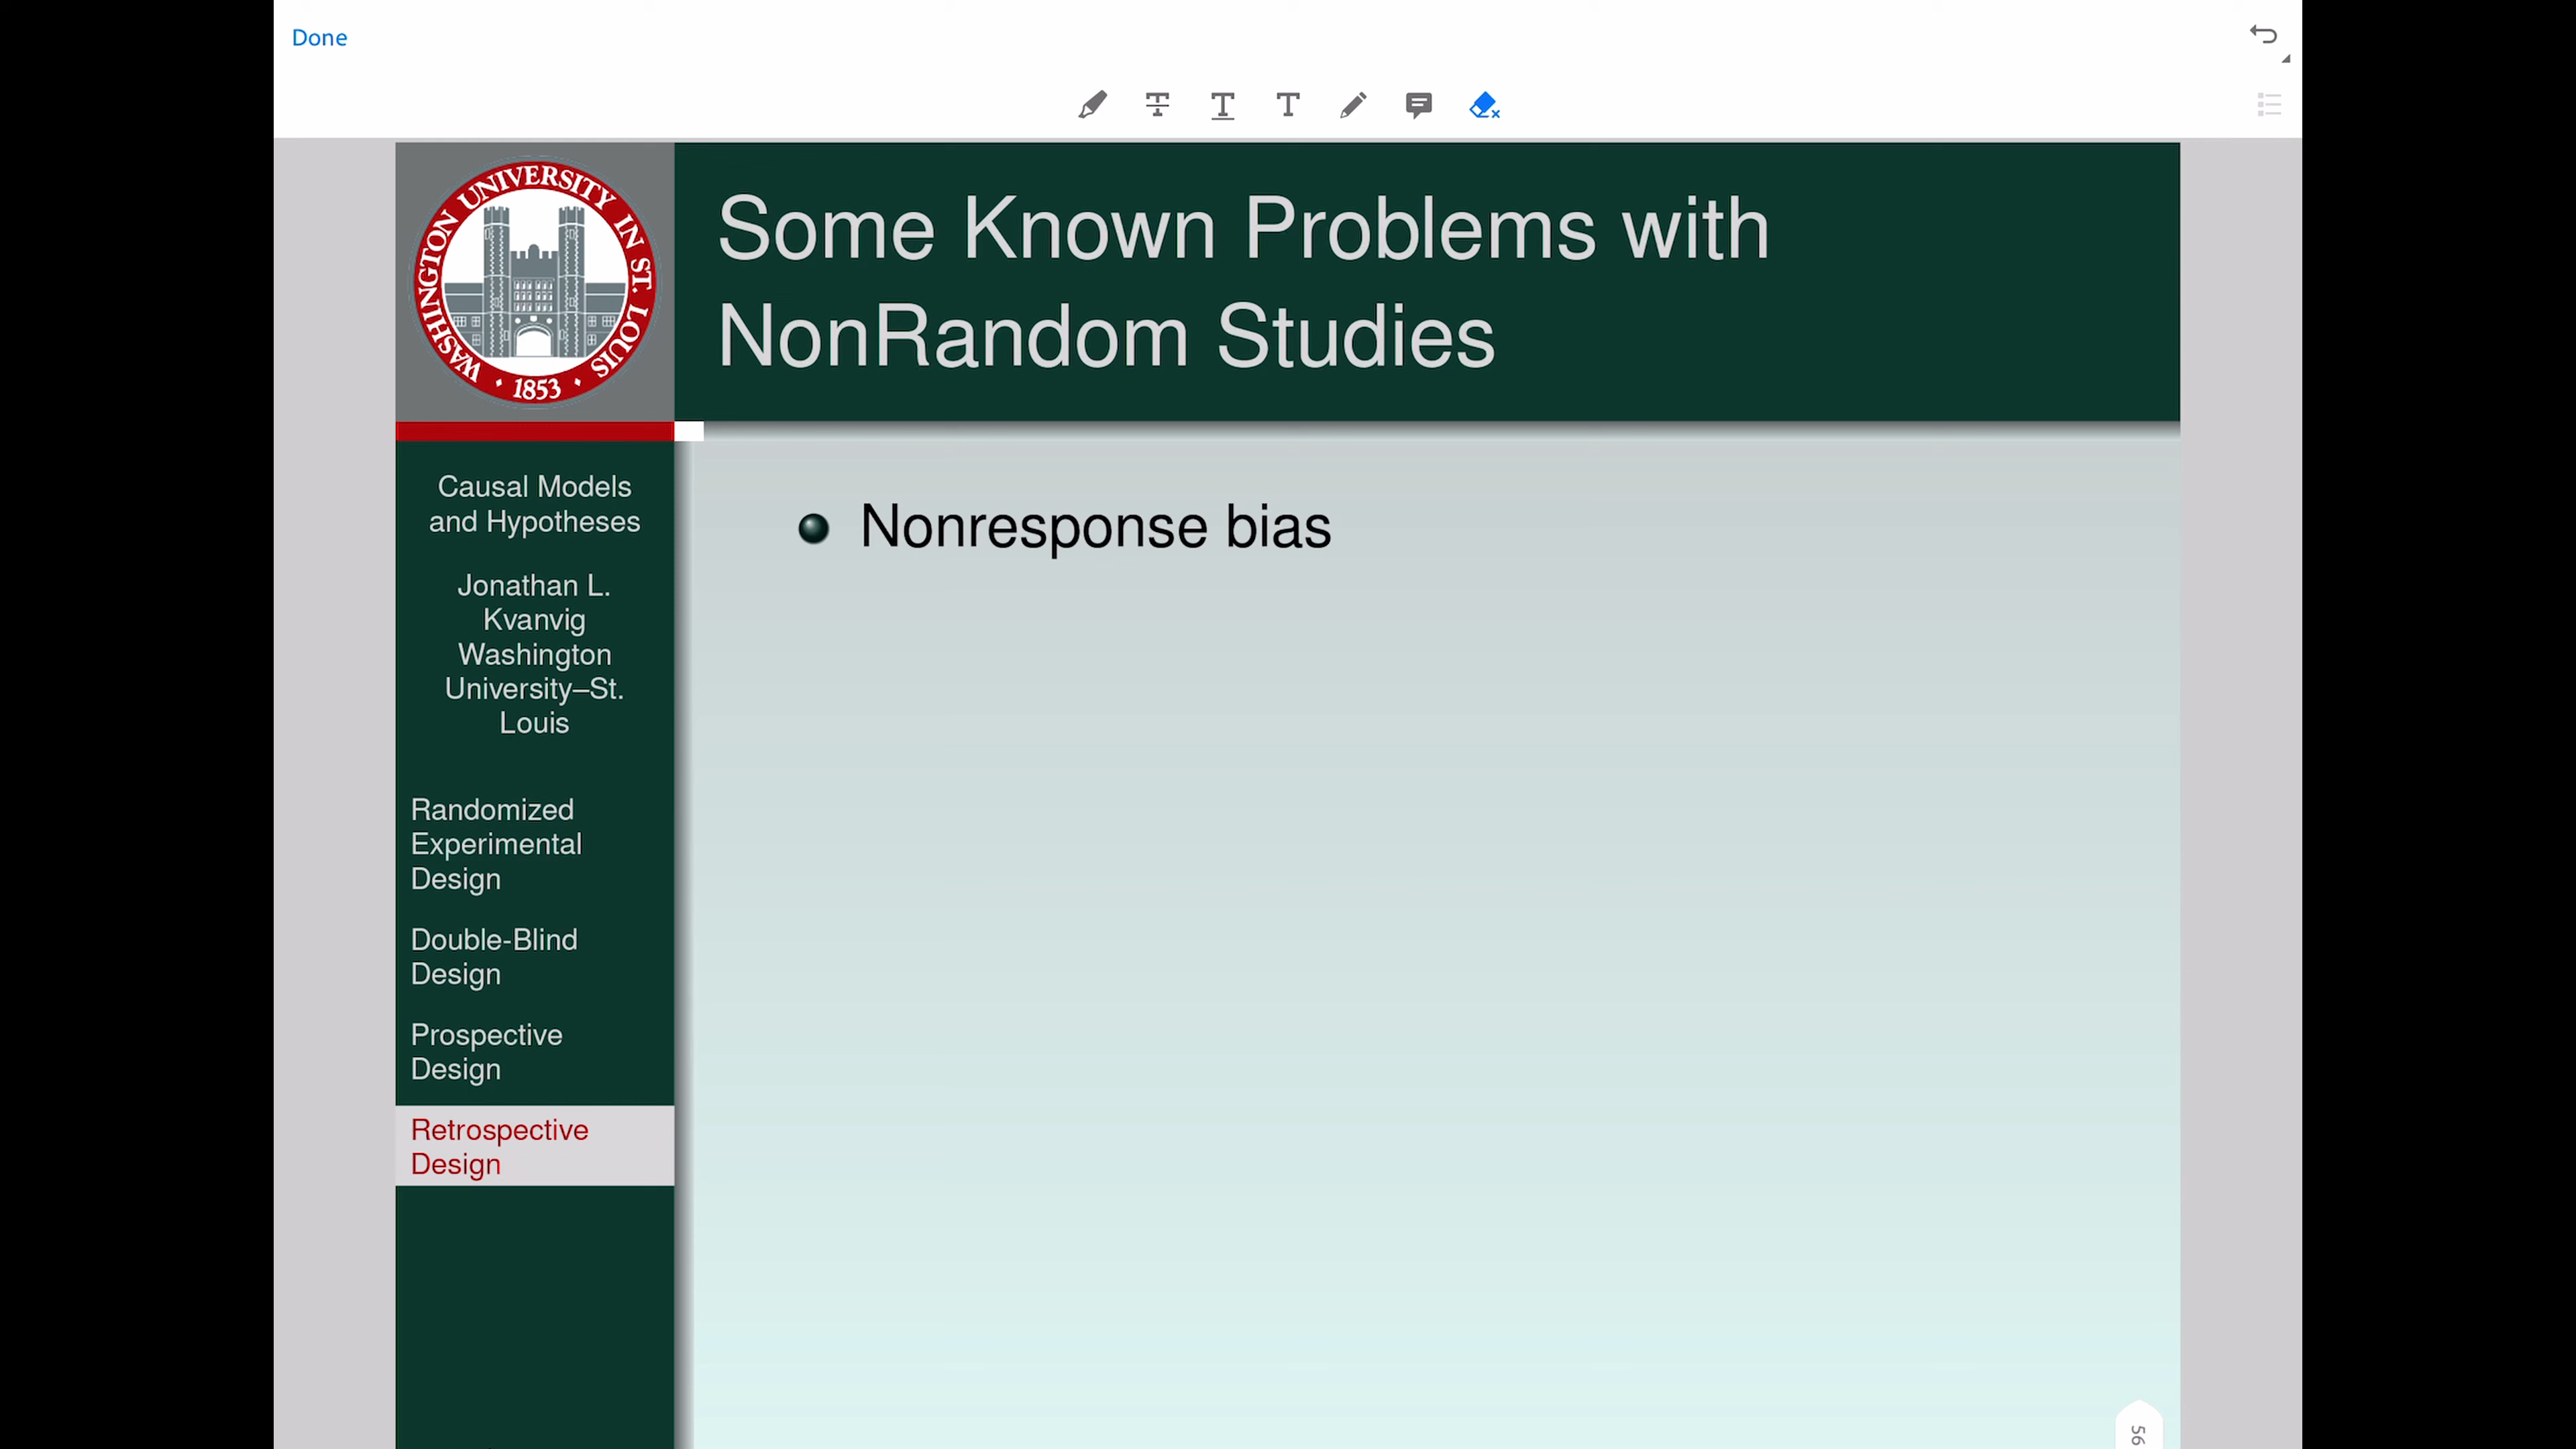 Done
WASHINGTON UNIVERSITY IN ST. LOUIS
· 1853 ·
Some Known Problems with
NonRandom Studies
Causal Models
and Hypotheses
Jonathan L.
Kvanvig
Washington
University–St.
Louis
Randomized
Experimental
Design
Double-Blind
Design
Prospective
Design
Retrospective
Design
Nonresponse bias
56